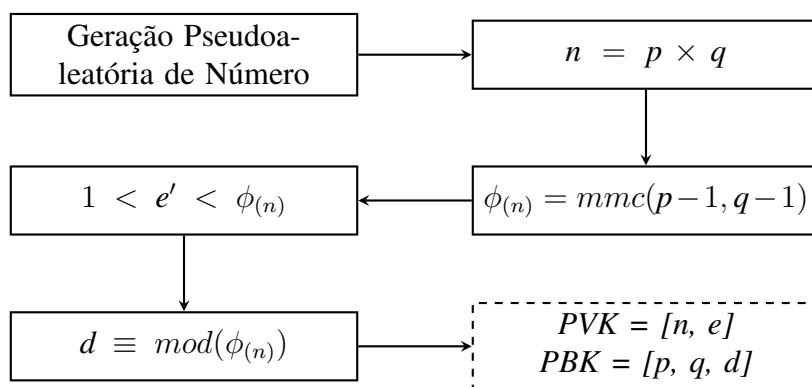 Geração Pseudoa-
leatória de Número
n = p × q
ϕ(n) = mmc(p−1, q−1)
1 < e′ < ϕ(n)
d ≡ mod(ϕ(n))
PVK = [n, e]
PBK = [p, q, d]